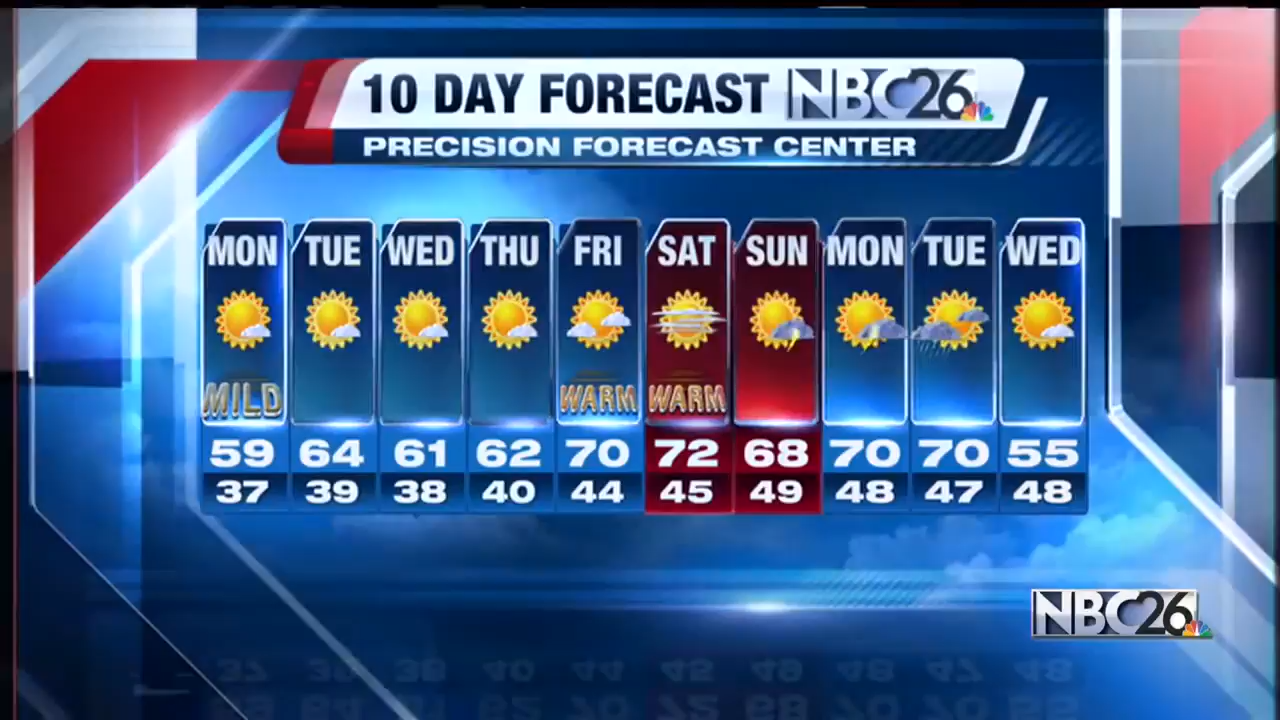 10 DAY FORECAST NBC26
PRECISION FORECAST CENTER
MON TUE WED THU FRI SAT SUN MON TUE WED
MILD WARM WARM
59 64 61 62 70 72 68 70 70 55
37 39 38 40 44 45 49 48 47 48
NBC26